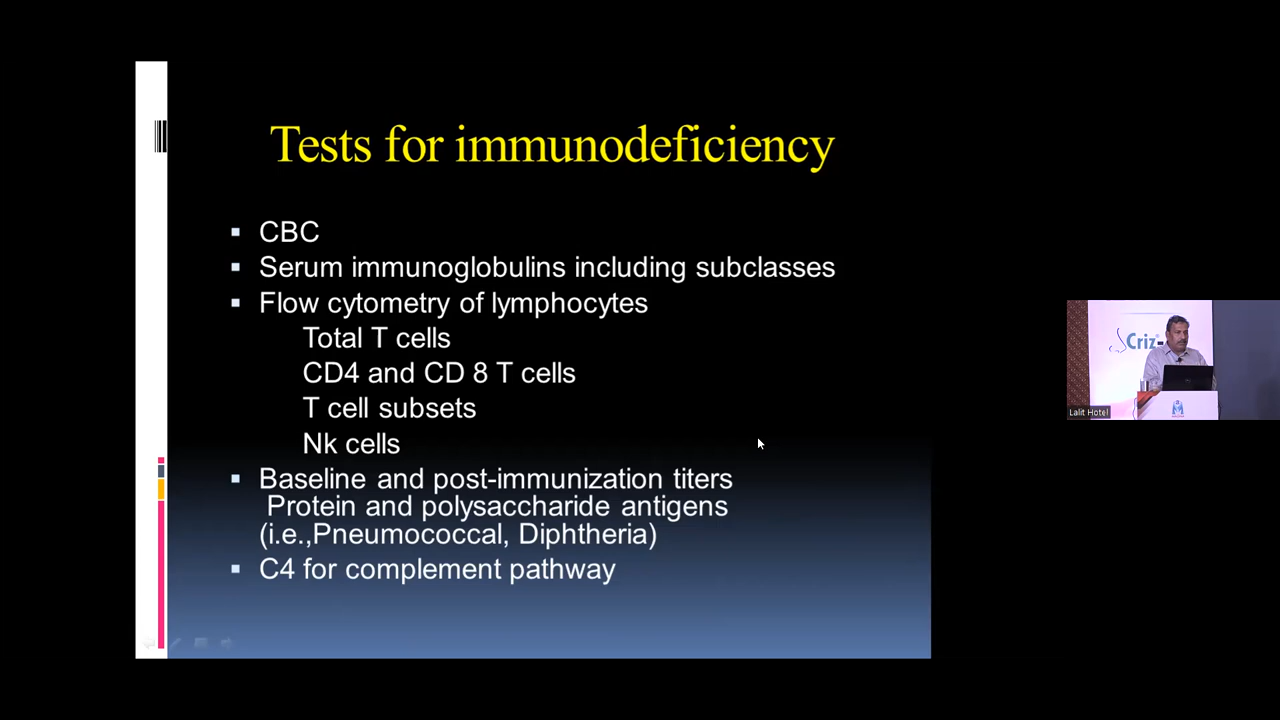 Tests for immunodeficiency
CBC
Serum immunoglobulins including subclasses
Flow cytometry of lymphocytes
Total T cells
CD4 and CD 8 T cells
T cell subsets
Nk cells
Baseline and post-immunization titers
Protein and polysaccharide antigens
(i.e.,Pneumococcal, Diphtheria)
C4 for complement pathway
Criz-
Lalit Hotel